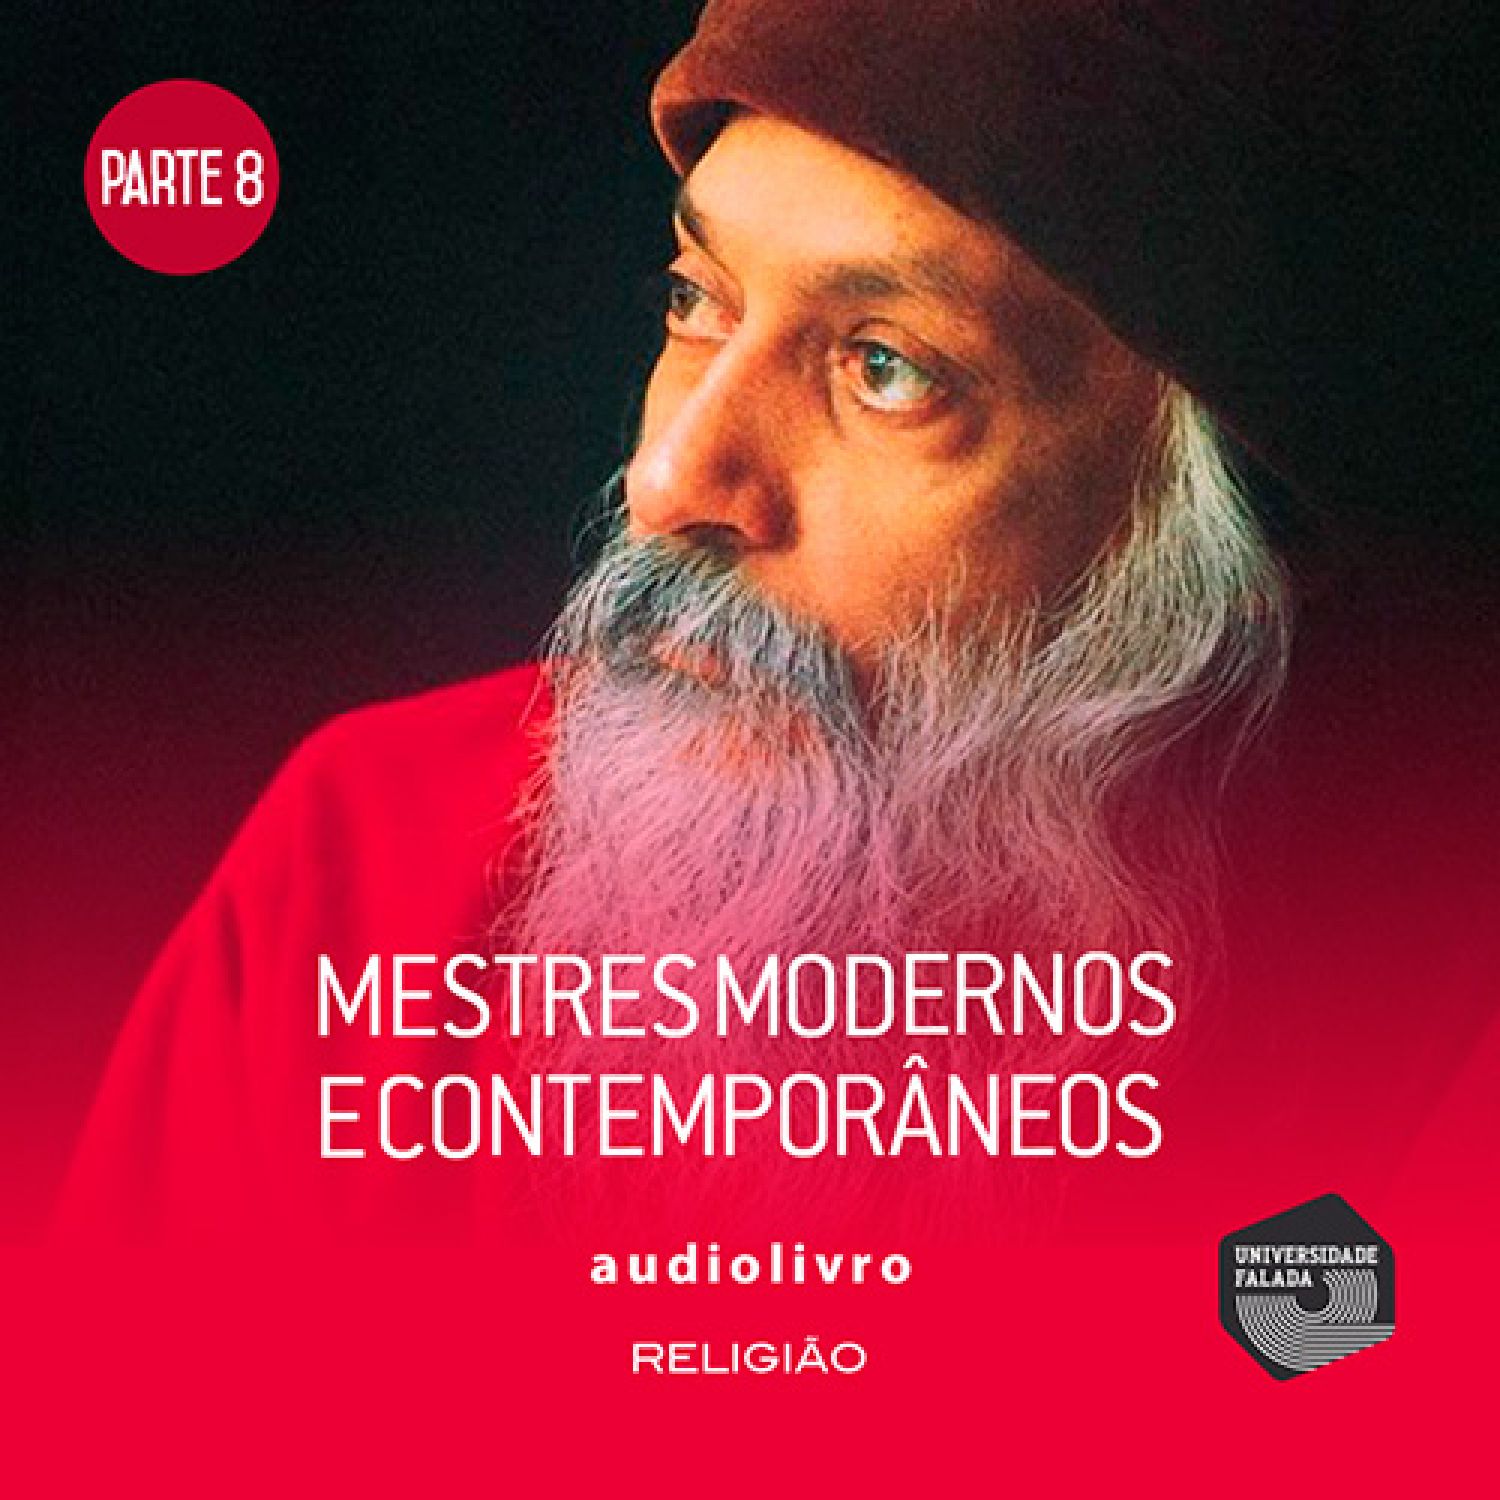 PARTE 8
MESTRES MODERNOS
E CONTEMPORÂNEOS
audiolivro
RELIGIÃO
UNIVERSIDADE
FALADA